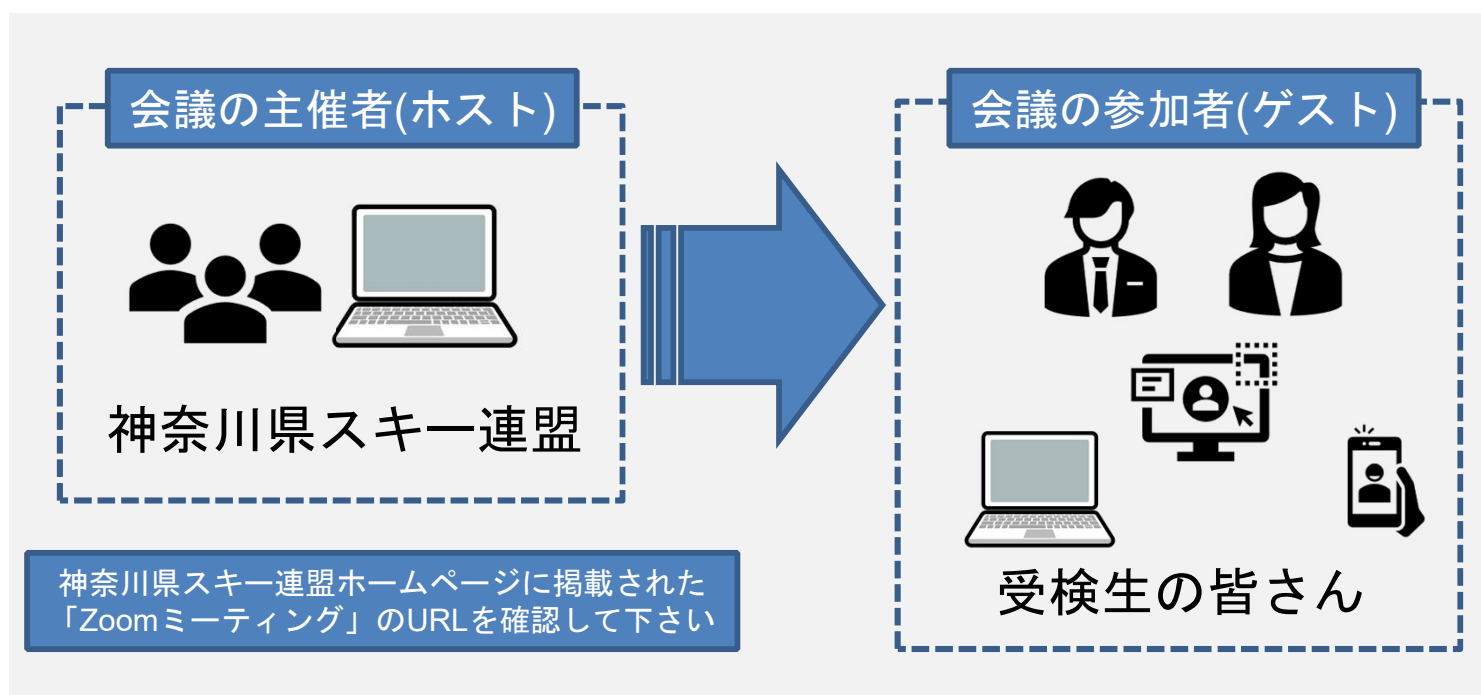 会議の主催者(ホスト)
神奈川県スキー連盟
神奈川県スキー連盟ホームページに掲載された
「Zoomミーティング」のURLを確認して下さい
会議の参加者(ゲスト)
受検生の皆さん